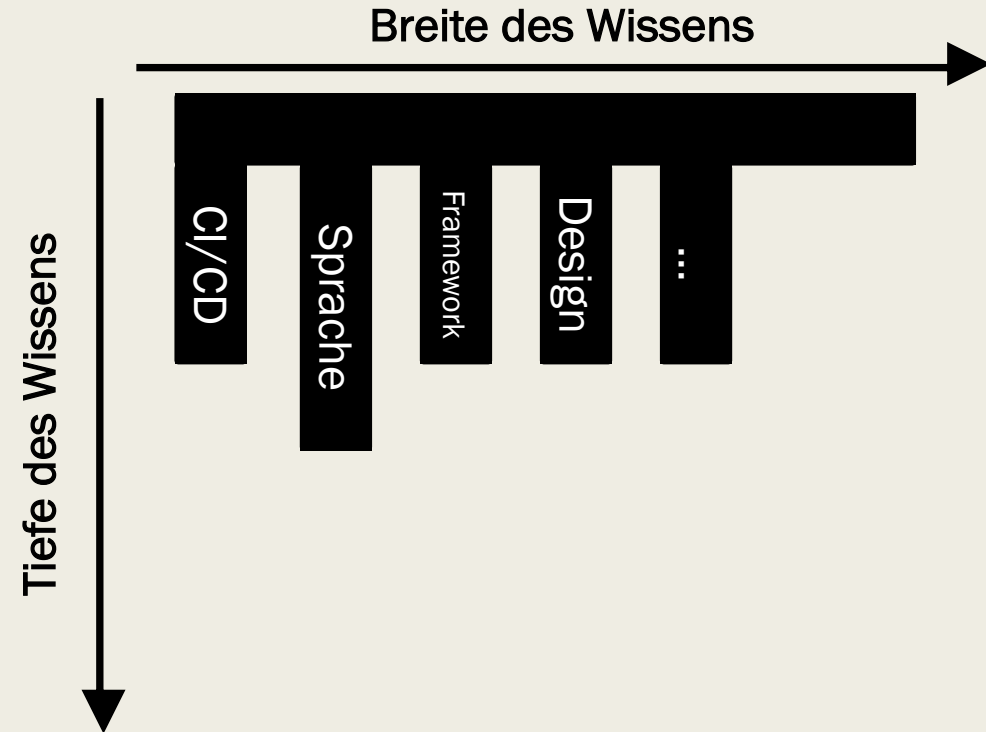 Breite des Wissens
Tiefe des Wissens
CI/CD
Sprache
Framework
Design
...